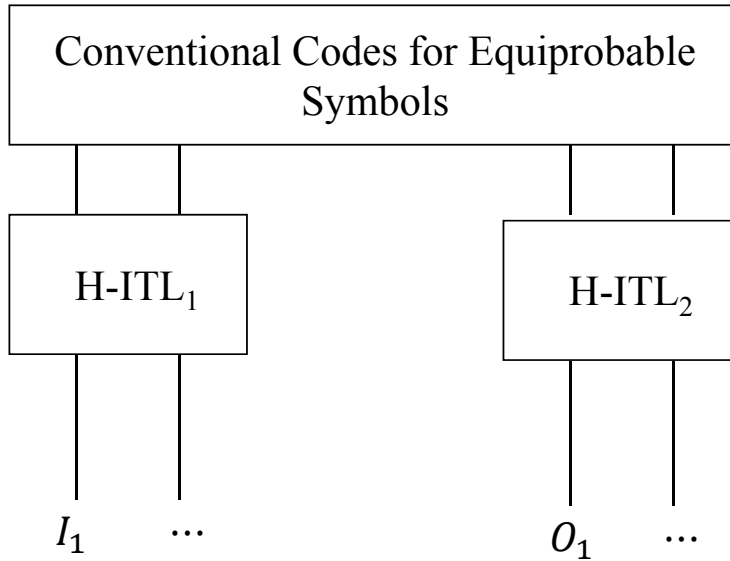 Conventional Codes for Equiprobable
Symbols
H-ITL₁
H-ITL₂
I₁ ...
O₁ ...